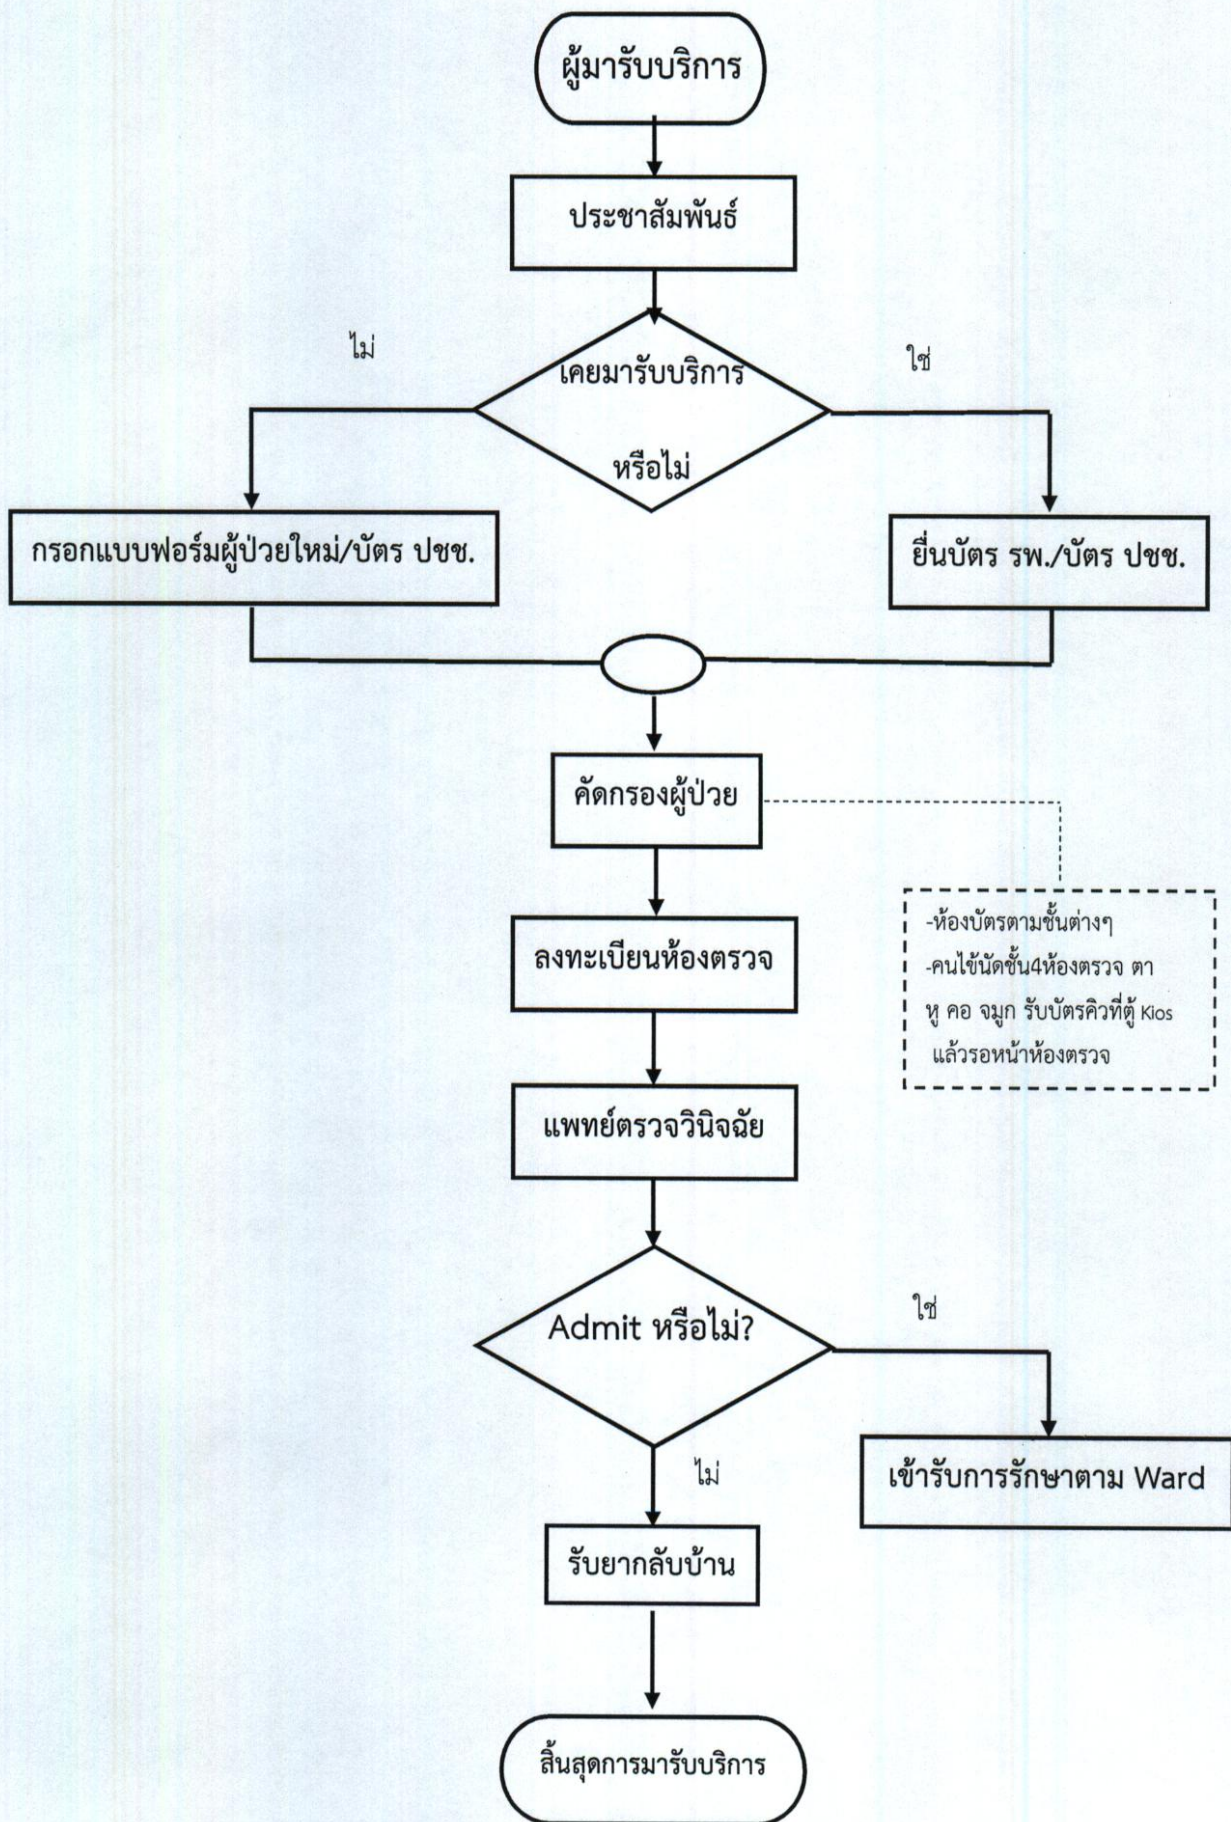 ผู้มารับบริการ
ประชาสัมพันธ์
ไม่
ใช่
เคยมารับบริการ
หรือไม่
กรอกแบบฟอร์มผู้ป่วยใหม่/บัตร ปชช.
ยื่นบัตร รพ./บัตร ปชช.
คัดกรองผู้ป่วย
-ห้องบัตรตามชั้นต่างๆ
-คนไข้นัดชั้น4ห้องตรวจ ตา
หู คอ จมูก รับบัตรคิวที่ตู้ Kios
แล้วรอหน้าห้องตรวจ
ลงทะเบียนห้องตรวจ
แพทย์ตรวจวินิจฉัย
Admit หรือไม่?
ใช่
ไม่
เข้ารับการรักษาตาม Ward
รับยากลับบ้าน
สิ้นสุดการมารับบริการ